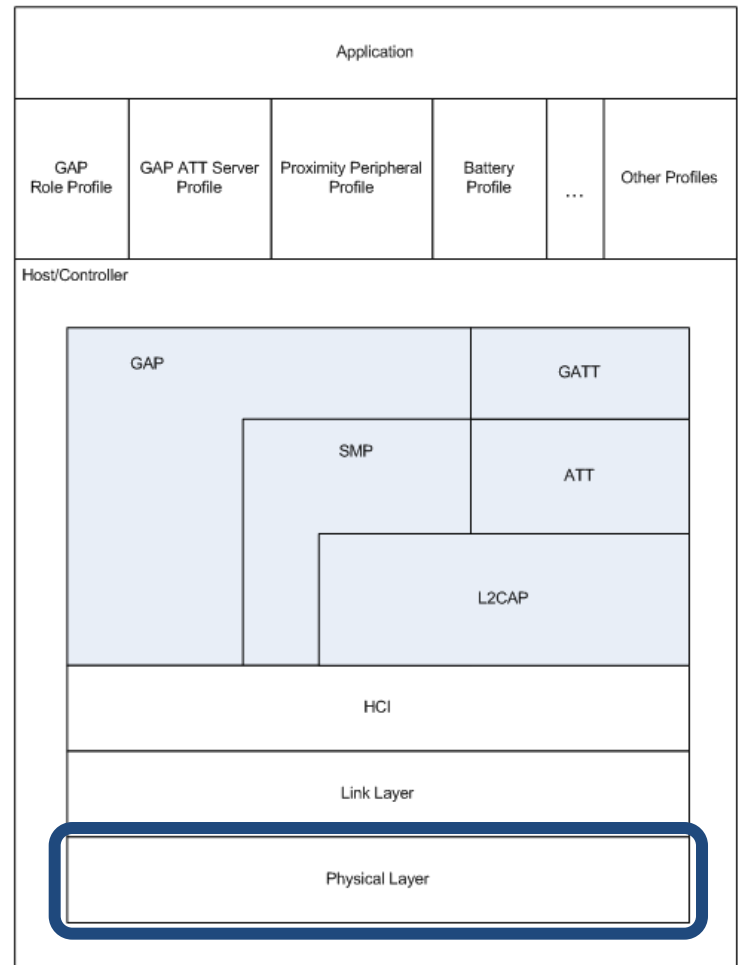 Application
GAP
Role Profile
GAP ATT Server
Profile
Proximity Peripheral
Profile
Battery
Profile
...
Other Profiles
Host/Controller
GAP
GATT
SMP
ATT
L2CAP
HCI
Link Layer
Physical Layer